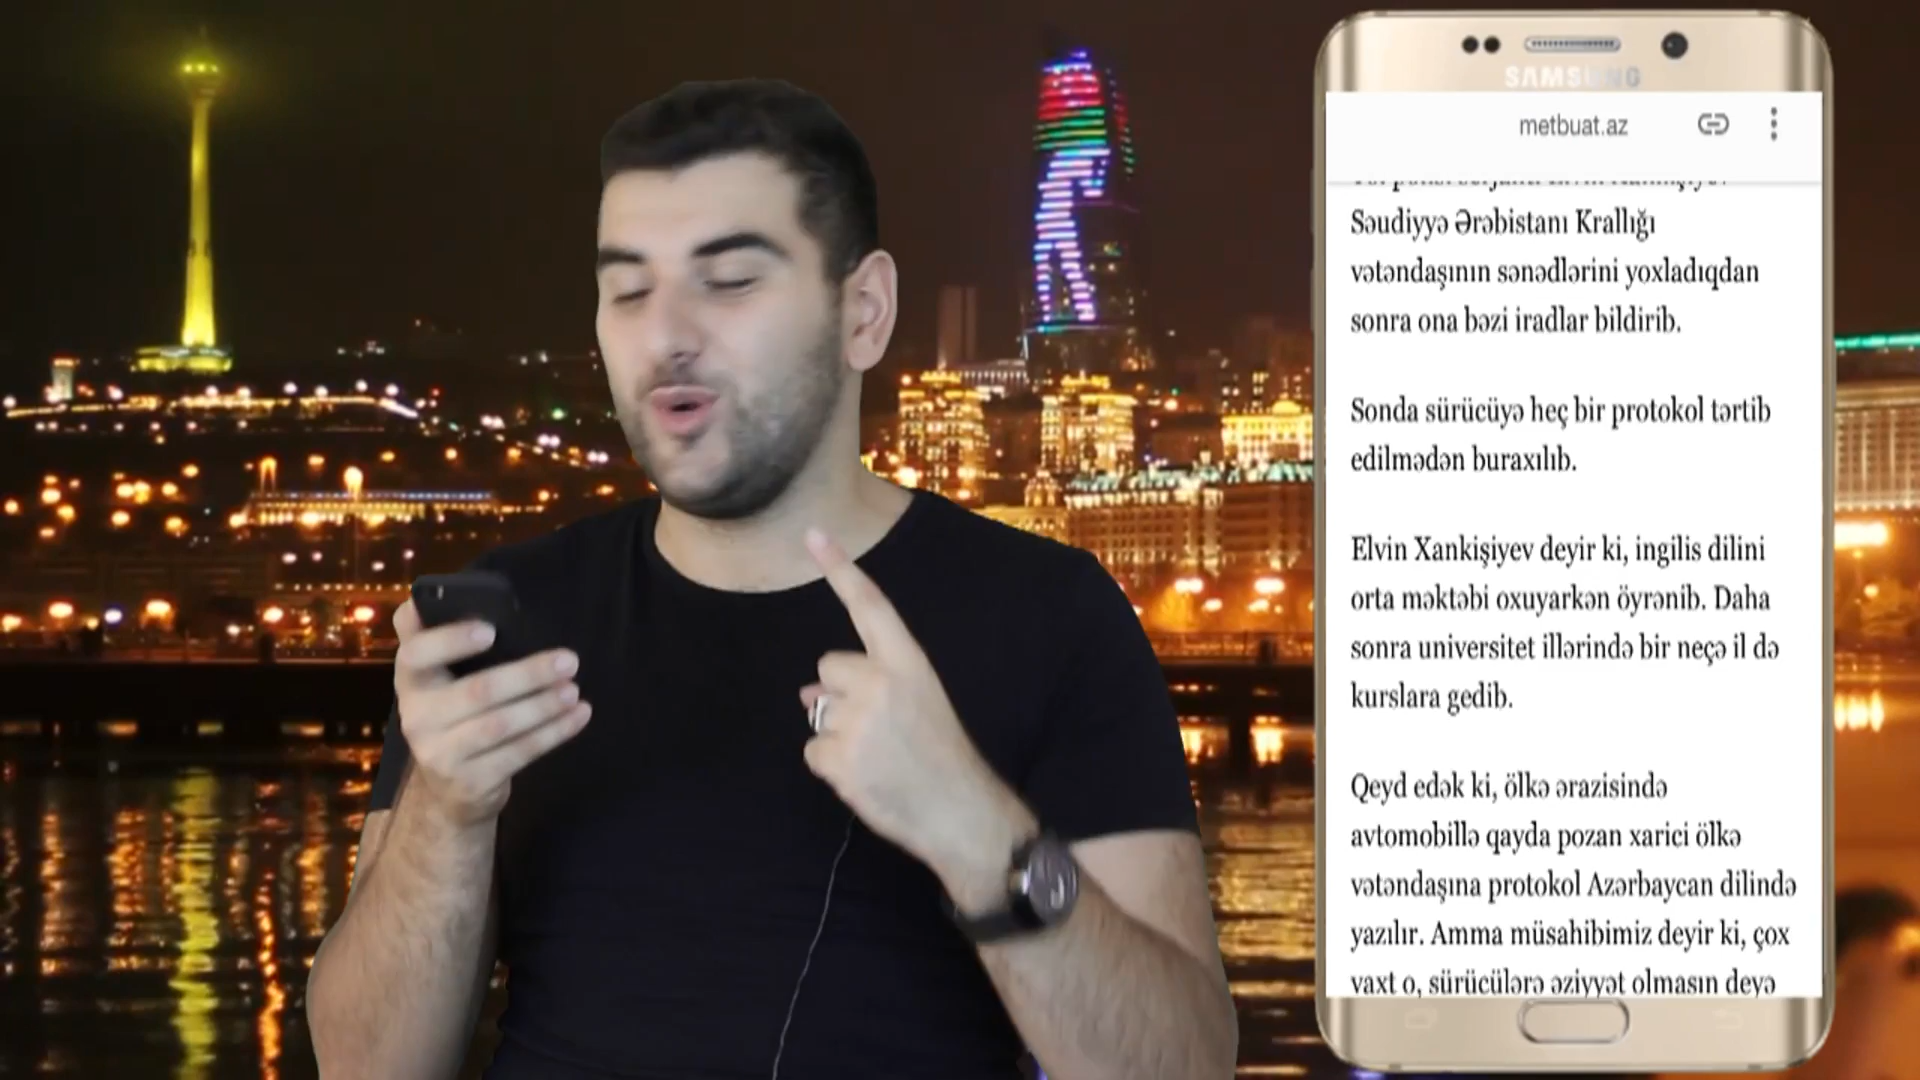 SAMSUNG
metbuat.az
Səudiyyə Ərəbistanı Krallığı
vətəndaşının sənədlərini yoxladıqdan
sonra ona bəzi iradlar bildirib.
Sonda sürücüyə heç bir protokol tərtib
edilmədən buraxılıb.
Elvin Xankişiyev deyir ki, ingilis dilini
orta məktəbi oxuyarkən öyrənib. Daha
sonra universitet illərində bir neçə il də
kurslara gedib.
Qeyd edək ki, ölkə ərazisində
avtomobillə qayda pozan xarici ölkə
vətəndaşına protokol Azərbaycan dilində
yazılır. Amma müsahibimiz deyir ki, çox
vaxt o, sürücülərə əziyyət olmasın deyə